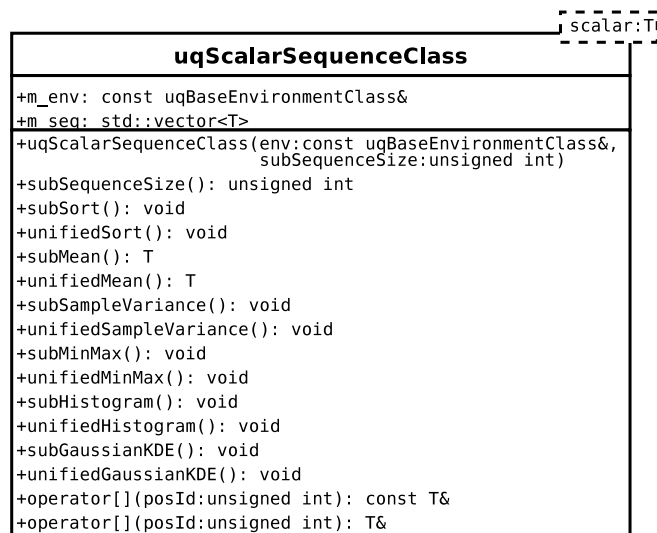 scalar:T
uqScalarSequenceClass
+m_env: const uqBaseEnvironmentClass&
+m_seq: std::vector<T>
+uqScalarSequenceClass(env:const uqBaseEnvironmentClass&,
subSequenceSize:unsigned int)
+subSequenceSize(): unsigned int
+subSort(): void
+unifiedSort(): void
+subMean(): T
+unifiedMean(): T
+subSampleVariance(): void
+unifiedSampleVariance(): void
+subMinMax(): void
+unifiedMinMax(): void
+subHistogram(): void
+unifiedHistogram(): void
+subGaussianKDE(): void
+unifiedGaussianKDE(): void
+operator[](posId:unsigned int): const T&
+operator[](posId:unsigned int): T&